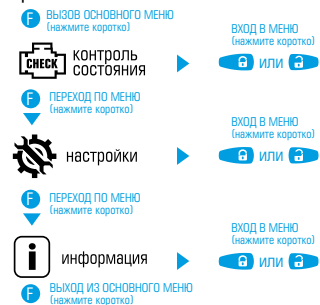 F ВЫЗОВ ОСНОВНОГО МЕНЮ
(нажмите коротко)
ВХОД В МЕНЮ
(нажмите коротко)
CHECK контроль
состояния
или
F ПЕРЕХОД ПО МЕНЮ
(нажмите коротко)
ВХОД В МЕНЮ
(нажмите коротко)
настройки
или
F ПЕРЕХОД ПО МЕНЮ
(нажмите коротко)
ВХОД В МЕНЮ
(нажмите коротко)
i информация
или
F ВЫХОД ИЗ ОСНОВНОГО МЕНЮ
(нажмите коротко)